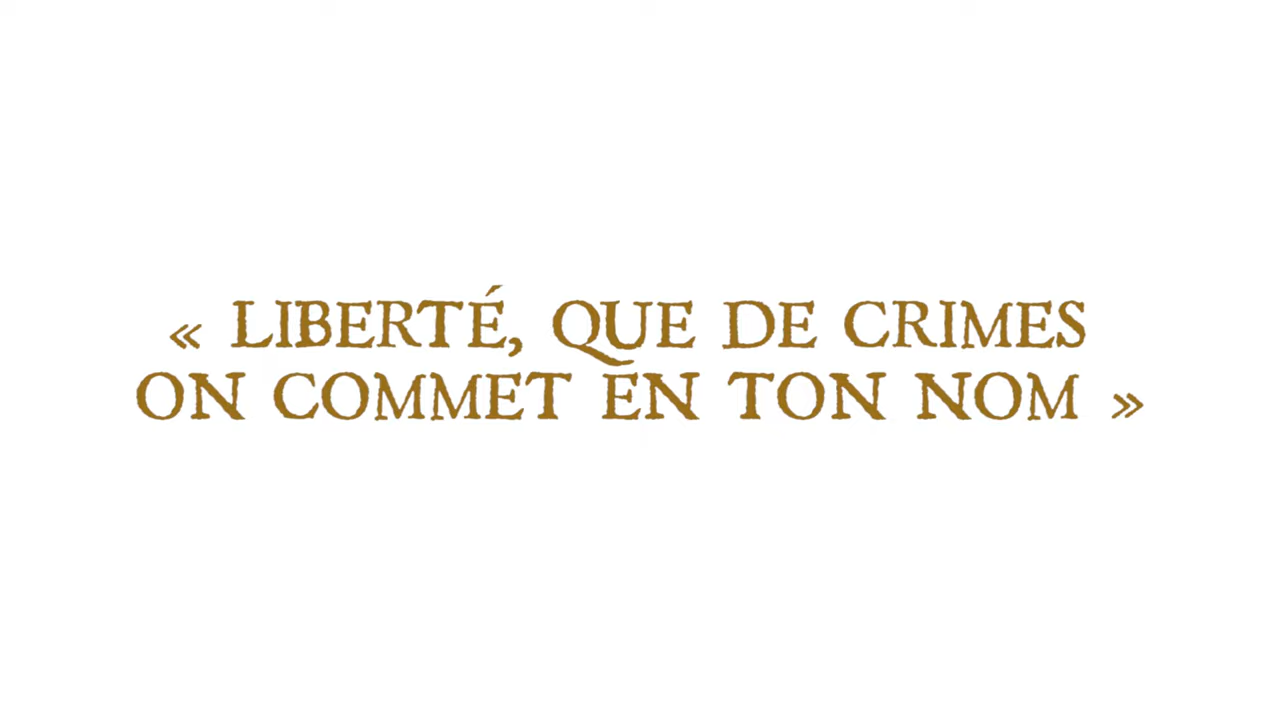 « LIBERTÉ, QUE DE CRIMES
ON COMMET EN TON NOM »